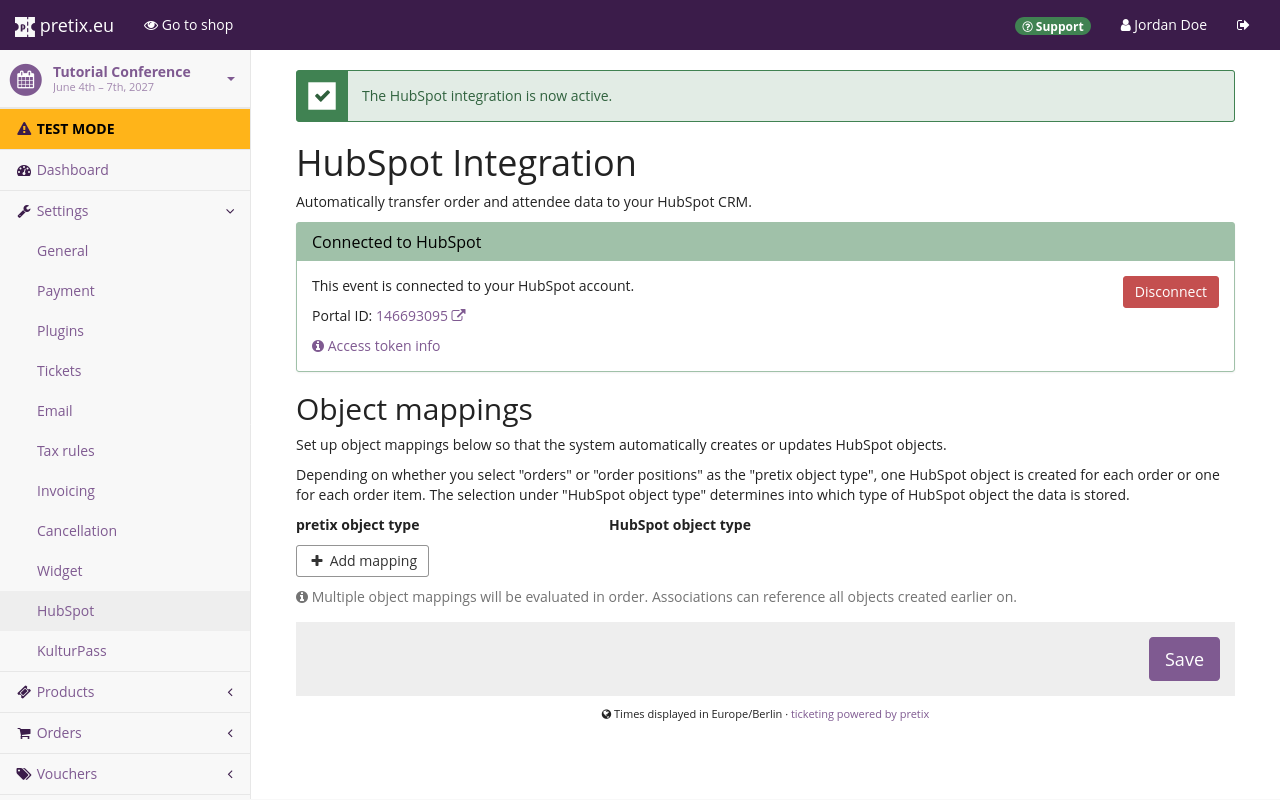 pretix.eu
Go to shop
Support
Jordan Doe
Tutorial Conference
June 4th – 7th, 2027
TEST MODE
Dashboard
Settings
General
Payment
Plugins
Tickets
Email
Tax rules
Invoicing
Cancellation
Widget
HubSpot
KulturPass
Products
Orders
Vouchers
The HubSpot integration is now active.
HubSpot Integration
Automatically transfer order and attendee data to your HubSpot CRM.
Connected to HubSpot
This event is connected to your HubSpot account.
Disconnect
Portal ID: 146693095
Access token info
Object mappings
Set up object mappings below so that the system automatically creates or updates HubSpot objects.
Depending on whether you select "orders" or "order positions" as the "pretix object type", one HubSpot object is created for each order or one
for each order item. The selection under "HubSpot object type" determines into which type of HubSpot object the data is stored.
pretix object type HubSpot object type
Add mapping
Multiple object mappings will be evaluated in order. Associations can reference all objects created earlier on.
Save
Times displayed in Europe/Berlin · ticketing powered by pretix